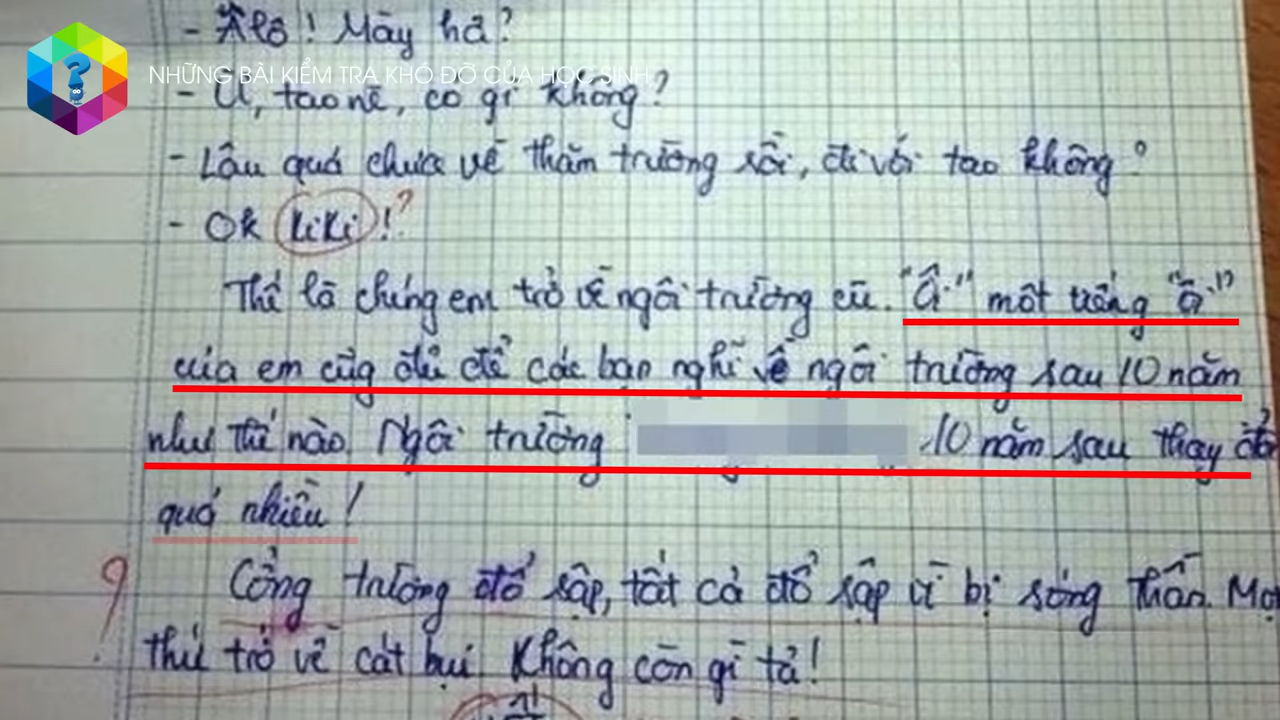 - Á lô! Mày hả?
NHỮNG BÀI KIỂM TRA KHÓ ĐỠ CỦA HỌC SINH
- Ừ, tao nè, có gì không?
- Lâu quá chưa về thăm trường rồi, đi với tao không?
- Ok kiki!?
Thế là chúng em trở về ngôi trường cũ. "Á" một tiếng "á"
của em cũg đủ để các bạn nghĩ về ngôi trường sau 10 năm
như thế nào. Ngôi trường 10 năm sau thay đổi
quá nhiều!
Cổng trường đổ sập, tất cả đổ sập vì bị sóng thần. Mọi
thứ trở về cát bụi. Không còn gì tả!
?